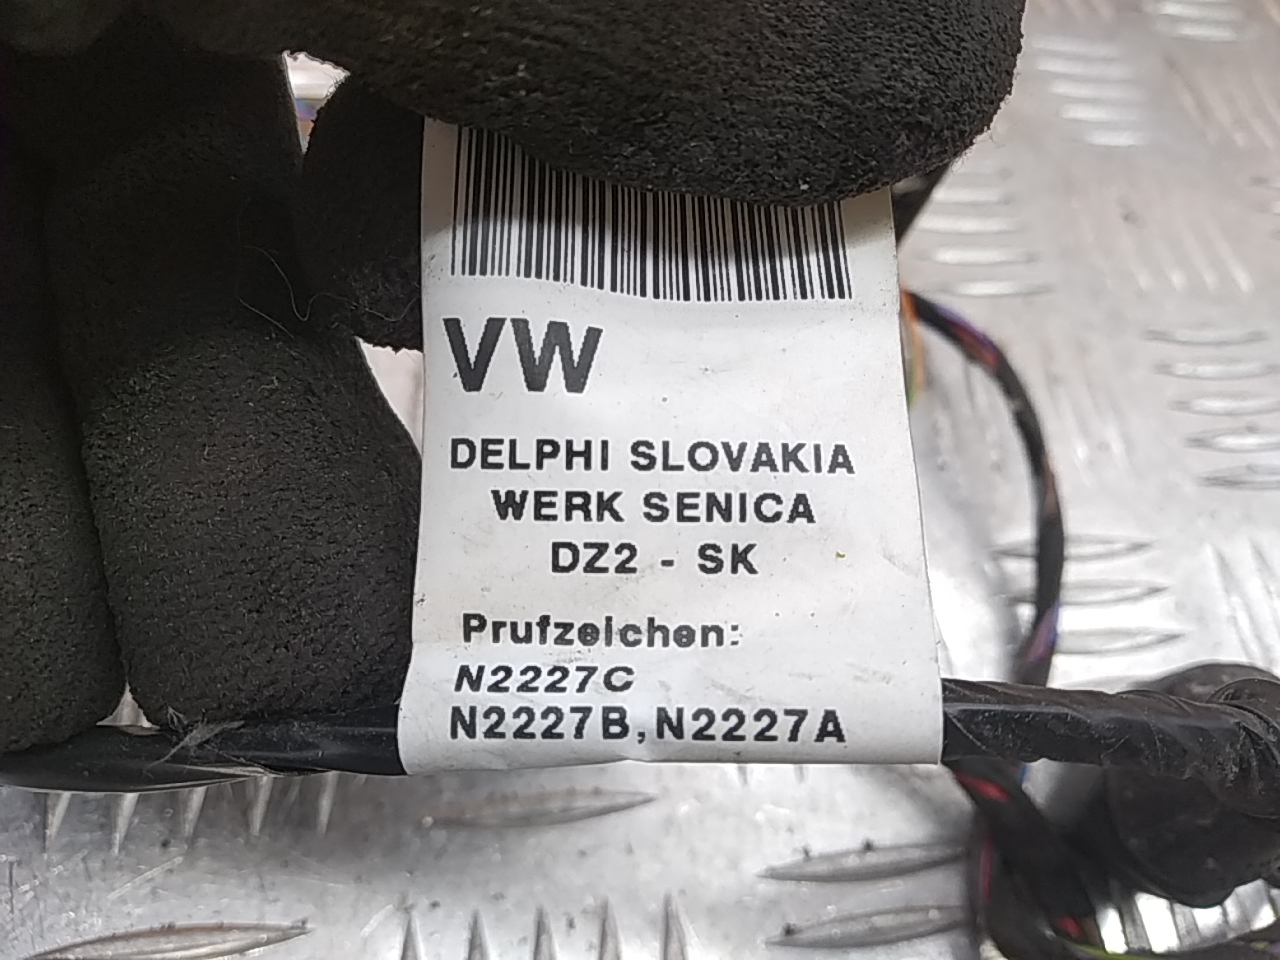 VW
DELPHI SLOVAKIA
WERK SENICA
DZ2 - SK
Prufzeichen:
N2227C
N2227B, N2227A